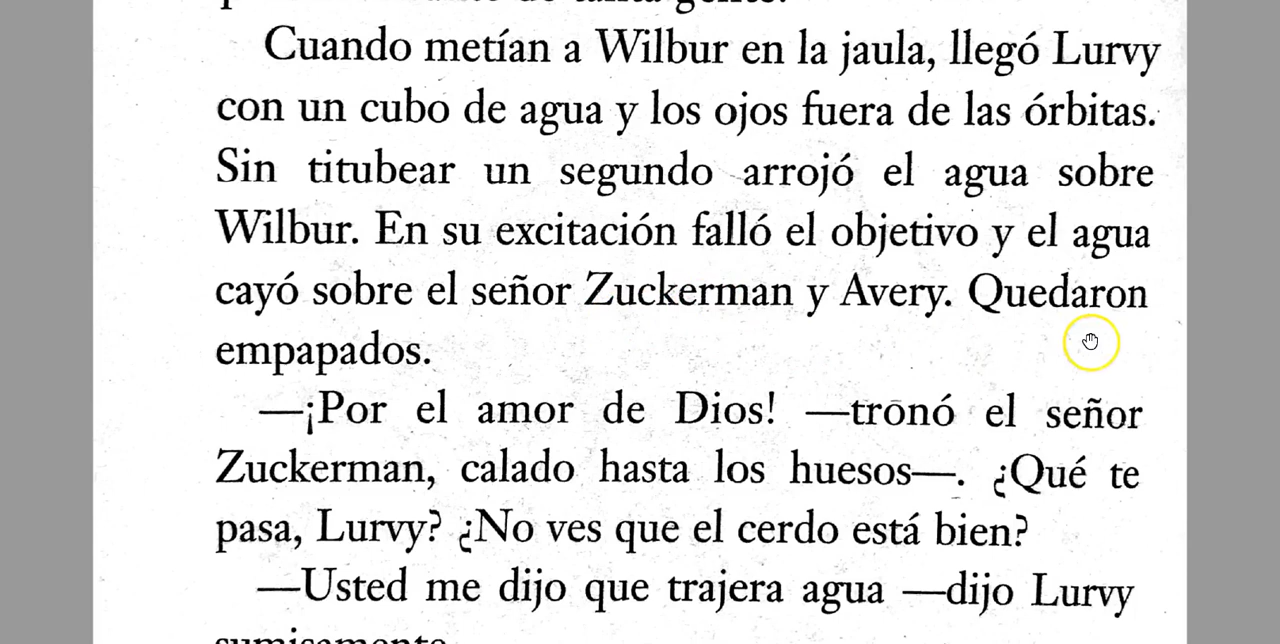 Cuando metían a Wilbur en la jaula, llegó Lurvy
con un cubo de agua y los ojos fuera de las órbitas.
Sin titubear un segundo arrojó el agua sobre
Wilbur. En su excitación falló el objetivo y el agua
cayó sobre el señor Zuckerman y Avery. Quedaron
empapados.
—¡Por el amor de Dios! —tronó el señor
Zuckerman, calado hasta los huesos—. ¿Qué te
pasa, Lurvy? ¿No ves que el cerdo está bien?
—Usted me dijo que trajera agua —dijo Lurvy